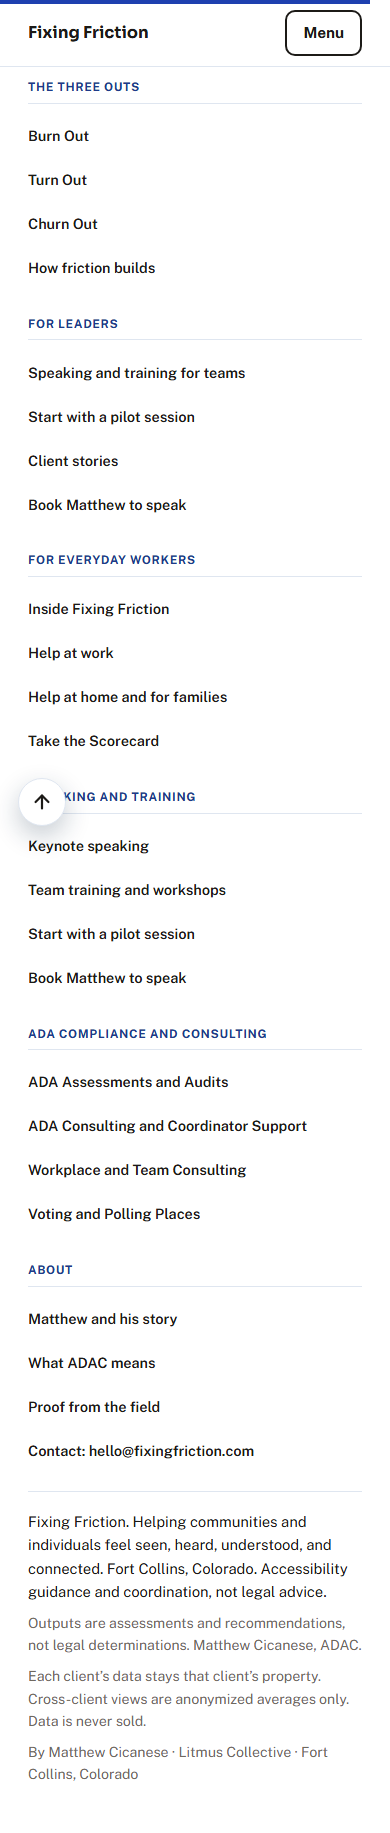 Fixing Friction
Menu
THE THREE OUTS
Burn Out
Turn Out
Churn Out
How friction builds
FOR LEADERS
Speaking and training for teams
Start with a pilot session
Client stories
Book Matthew to speak
FOR EVERYDAY WORKERS
Inside Fixing Friction
Help at work
Help at home and for families
Take the Scorecard
KING AND TRAINING
Keynote speaking
Team training and workshops
Start with a pilot session
Book Matthew to speak
ADA COMPLIANCE AND CONSULTING
ADA Assessments and Audits
ADA Consulting and Coordinator Support
Workplace and Team Consulting
Voting and Polling Places
ABOUT
Matthew and his story
What ADAC means
Proof from the field
Contact: hello@fixingfriction.com
Fixing Friction. Helping communities and
individuals feel seen, heard, understood, and
connected. Fort Collins, Colorado. Accessibility
guidance and coordination, not legal advice.
Outputs are assessments and recommendations,
not legal determinations. Matthew Cicanese, ADAC.
Each client’s data stays that client’s property.
Cross-client views are anonymized averages only.
Data is never sold.
By Matthew Cicanese · Litmus Collective · Fort
Collins, Colorado